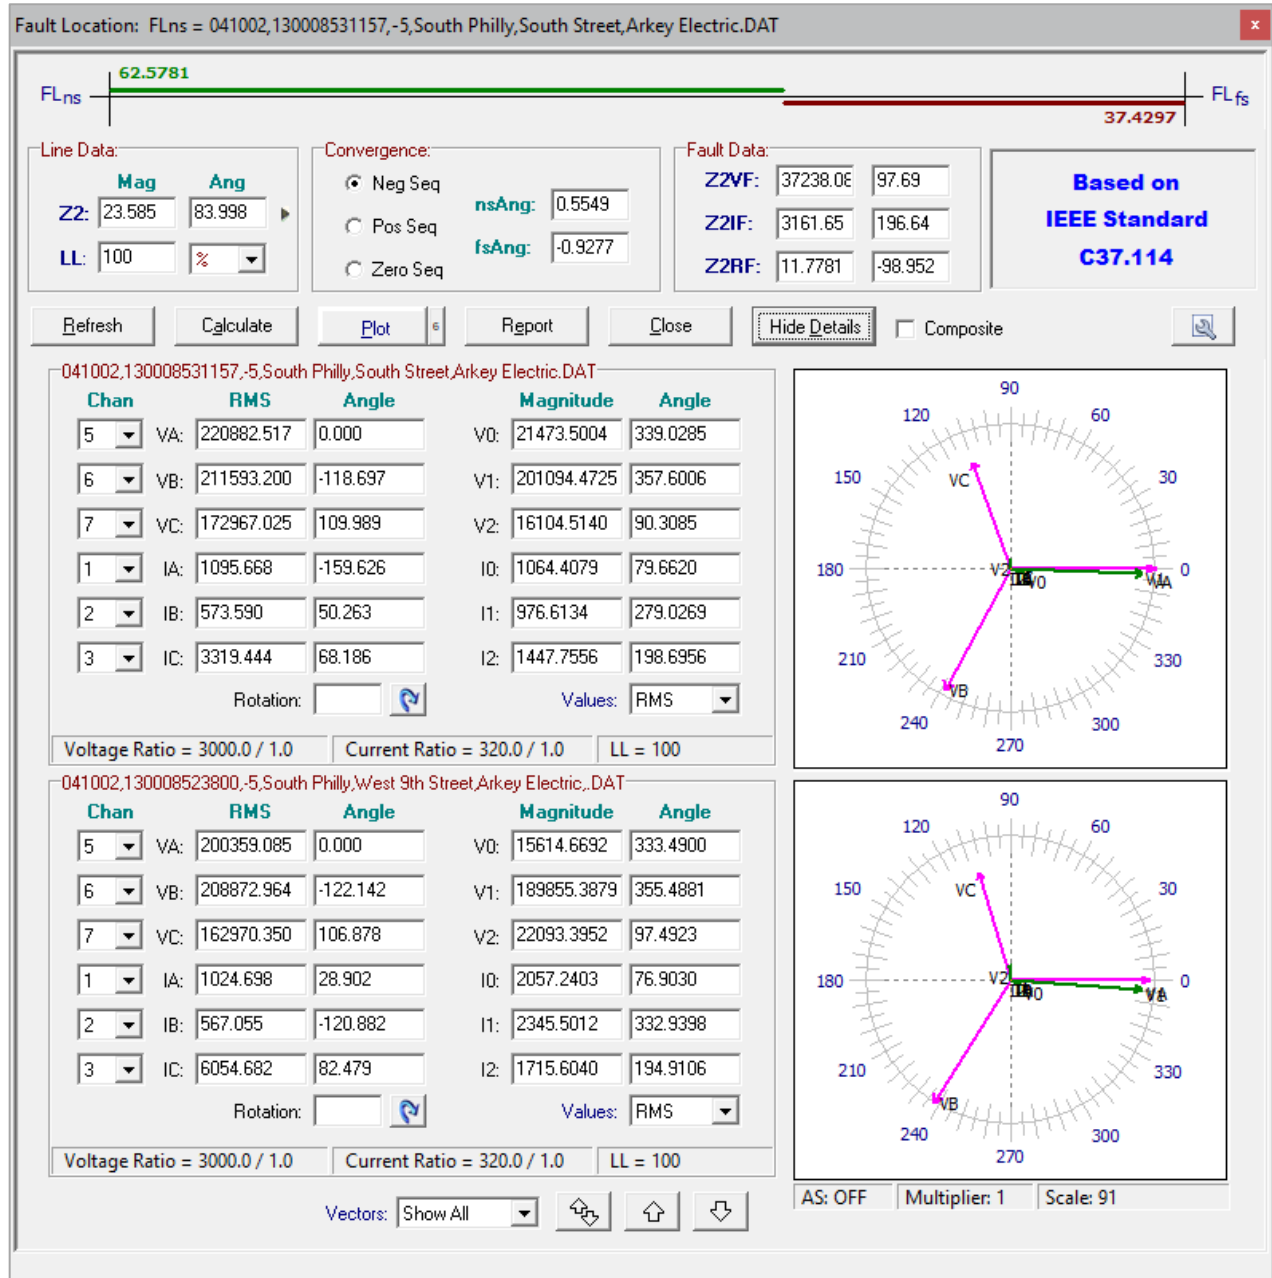 Fault Location: FLns = 041002,130008531157,-5,South Philly,South Street,Arkey Electric.DAT
x
62.5781
FLns
FLfs
37.4297
Line Data:
Mag Ang
Z2: 23.585 83.998
LL: 100 %
Convergence:
Neg Seq
Pos Seq
Zero Seq
nsAng: 0.5549
fsAng: -0.9277
Fault Data:
Z2VF: 37238.08 97.69
Z2IF: 3161.65 196.64
Z2RF: 11.7781 -98.952
Based on
IEEE Standard
C37.114
Refresh Calculate Plot 6 Report Close Hide Details Composite
041002,130008531157,-5,South Philly,South Street,Arkey Electric.DAT
Chan RMS Angle Magnitude Angle
5 VA: 220882.517 0.000 V0: 21473.5004 339.0285
6 VB: 211593.200 -118.697 V1: 201094.4725 357.6006
7 VC: 172967.025 109.989 V2: 16104.5140 90.3085
1 IA: 1095.668 -159.626 I0: 1064.4079 79.6620
2 IB: 573.590 50.263 I1: 976.6134 279.0269
3 IC: 3319.444 68.186 I2: 1447.7556 198.6956
Rotation: Values: RMS
Voltage Ratio = 3000.0 / 1.0 Current Ratio = 320.0 / 1.0 LL = 100
90
120 60
150 VC 30
180 V2 V0 VA 0
210 330
VB
240 300
270
041002,130008523800,-5,South Philly,West 9th Street,Arkey Electric,.DAT
Chan RMS Angle Magnitude Angle
5 VA: 200359.085 0.000 V0: 15614.6692 333.4900
6 VB: 208872.964 -122.142 V1: 189855.3879 355.4881
7 VC: 162970.350 106.878 V2: 22093.3952 97.4923
1 IA: 1024.698 28.902 I0: 2057.2403 76.9030
2 IB: 567.055 -120.882 I1: 2345.5012 332.9398
3 IC: 6054.682 82.479 I2: 1715.6040 194.9106
Rotation: Values: RMS
Voltage Ratio = 3000.0 / 1.0 Current Ratio = 320.0 / 1.0 LL = 100
90
120 60
150 VC 30
180 V2 V0 VA 0
210 330
VB
240 300
270
AS: OFF Multiplier: 1 Scale: 91
Vectors: Show All